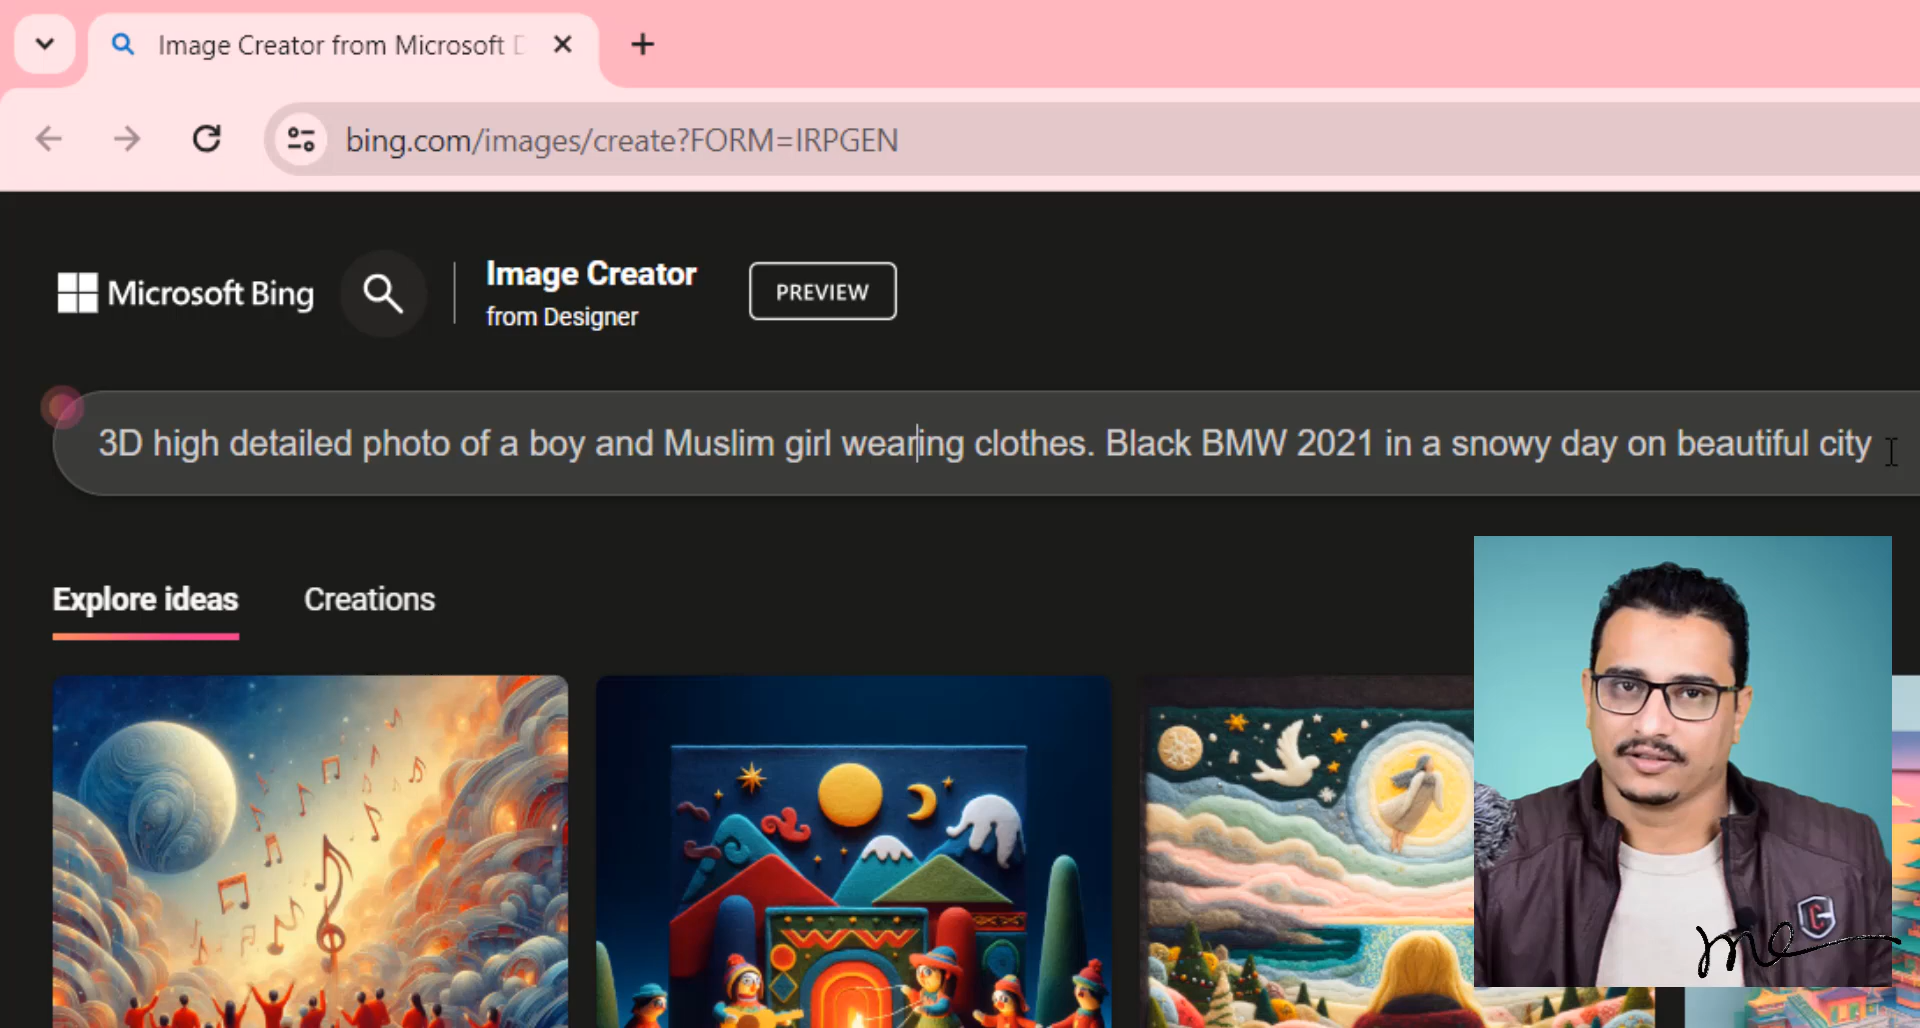 Image Creator from Microsoft
bing.com/images/create?FORM=IRPGEN
Microsoft Bing
Image Creator
from Designer
PREVIEW
3D high detailed photo of a boy and Muslim girl wearing clothes. Black BMW 2021 in a snowy day on beautiful city
Explore ideas
Creations
me